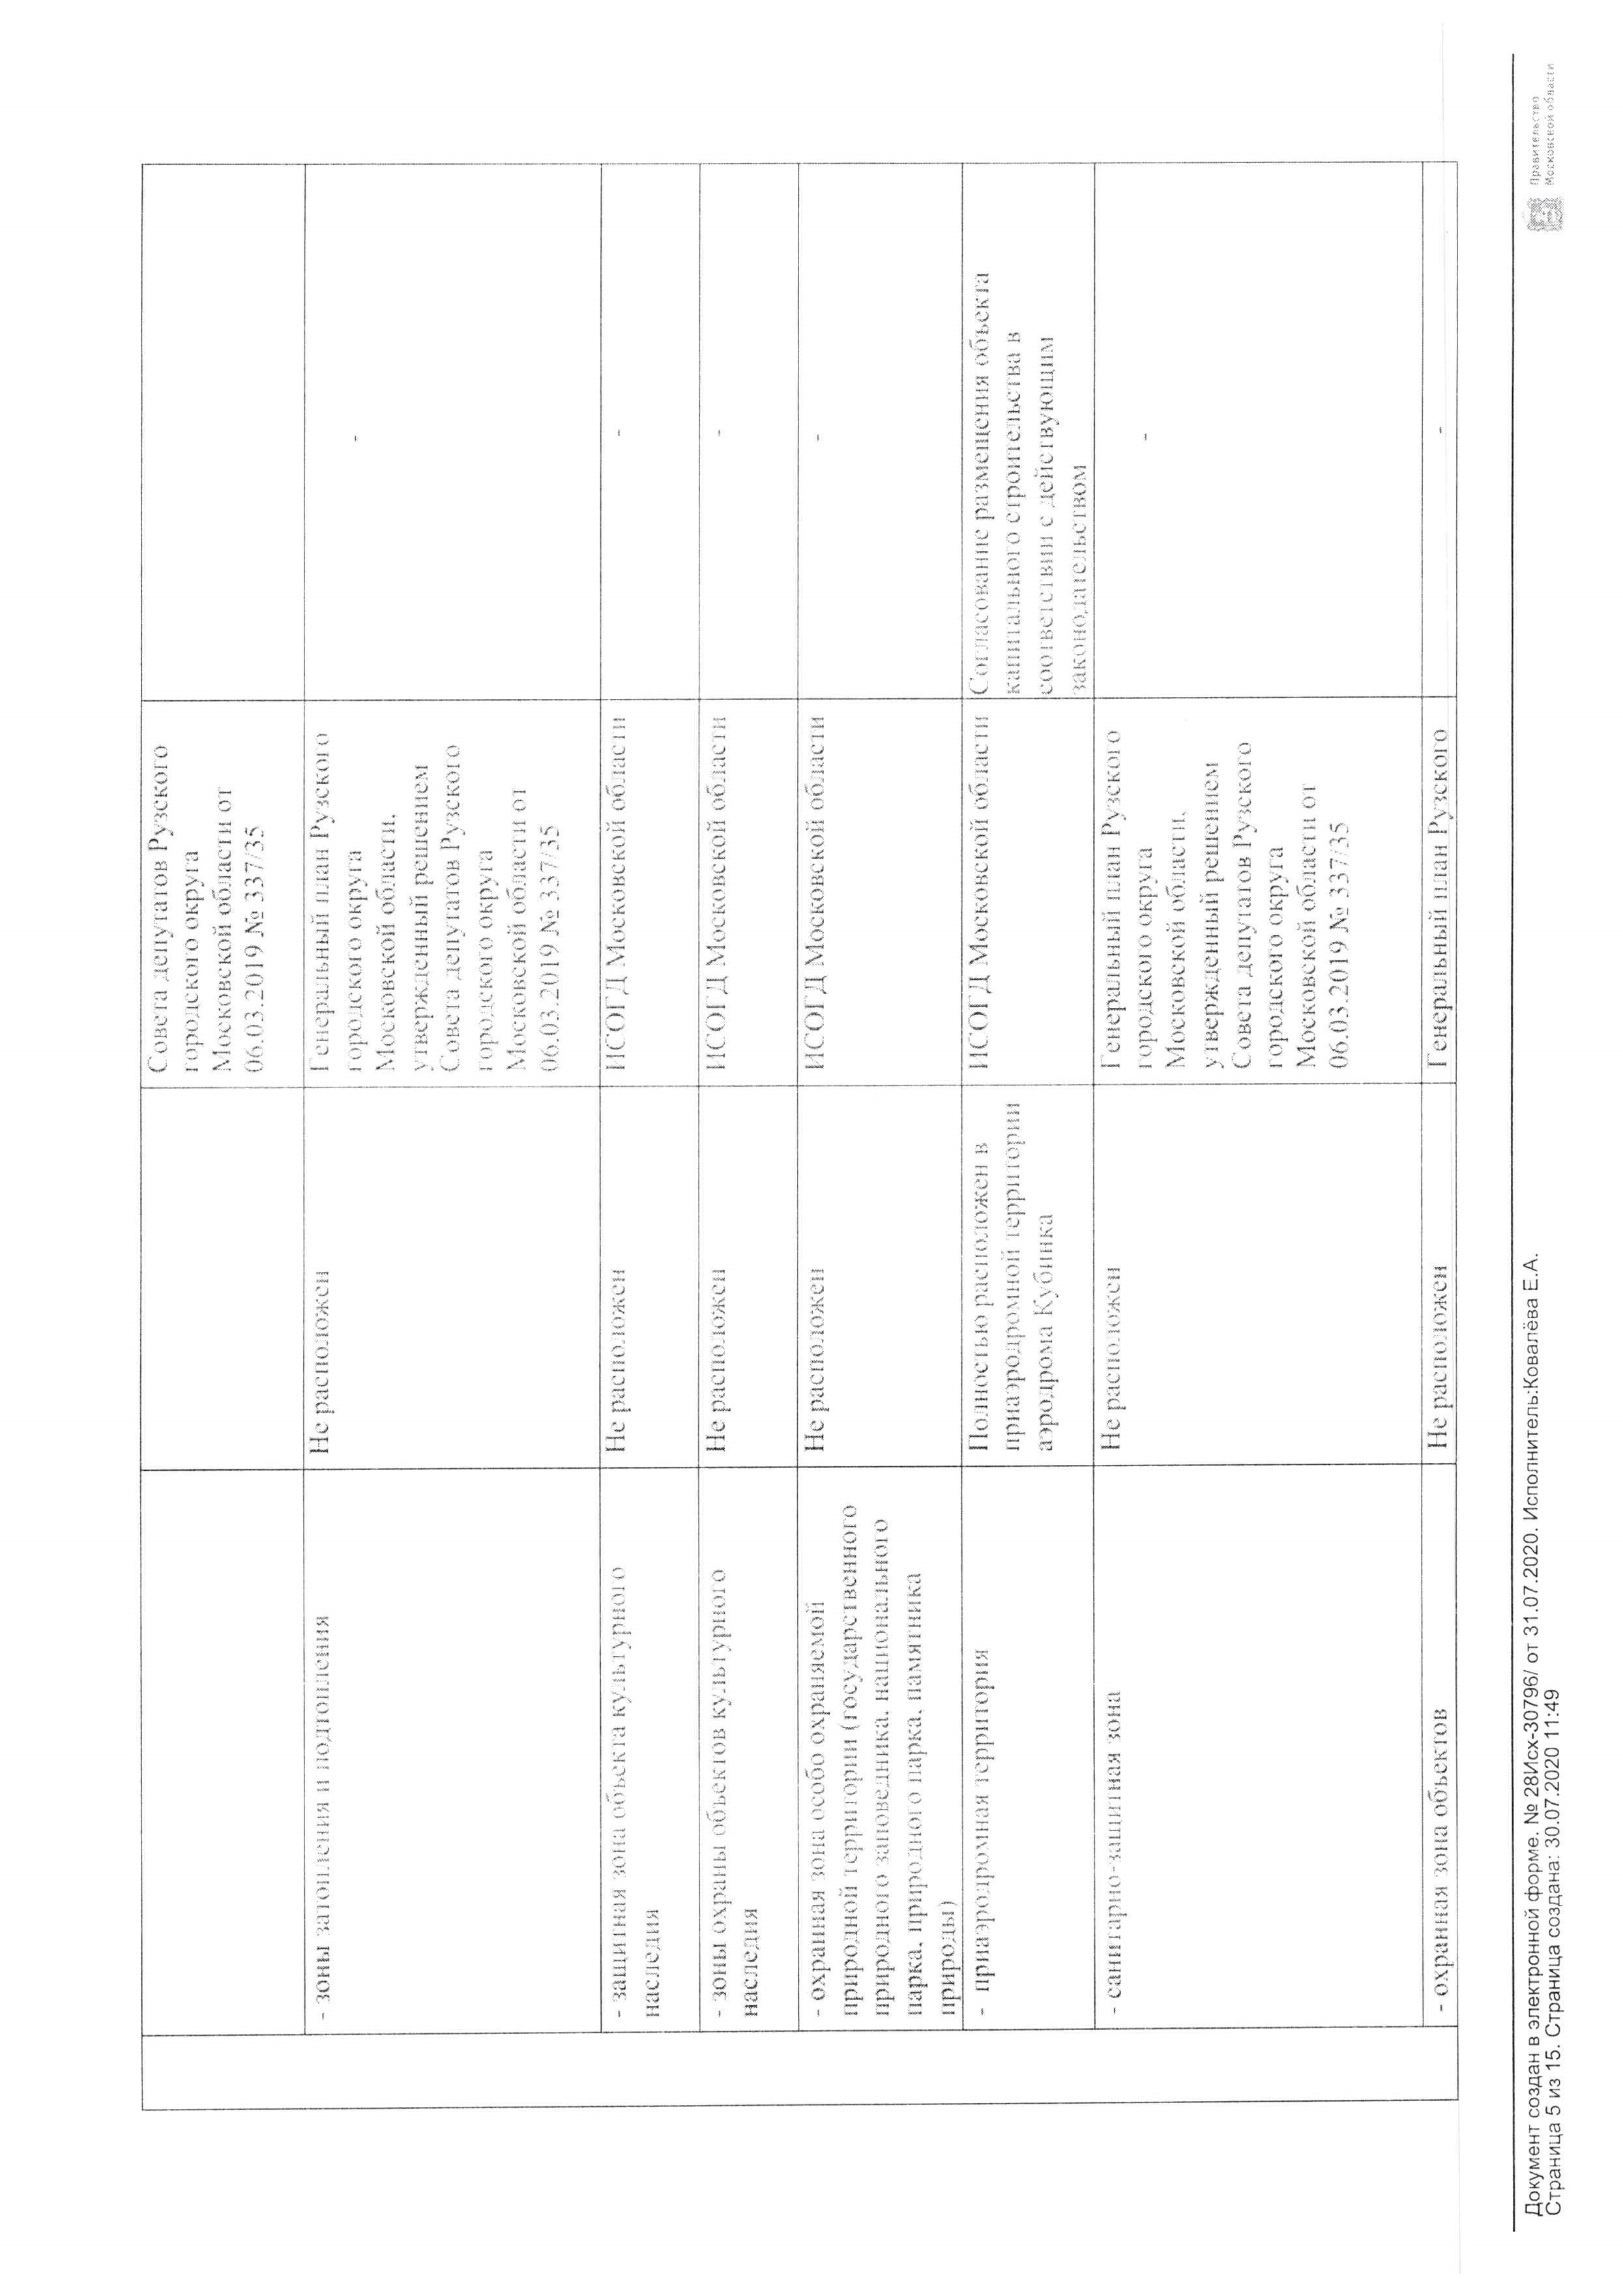 Совета депутатов Рузского
городского округа
Московской области от
06.03.2019 № 337/35
- зоны затопления и подтопления
Не расположен
Генеральный план Рузского
городского округа
Московской области,
утвержденный решением
Совета депутатов Рузского
городского округа
Московской области от
06.03.2019 № 337/35
-
- защитная зона объекта культурного
наследия
Не расположен
ИСОГД Московской области
-
- зоны охраны объектов культурного
наследия
Не расположен
ИСОГД Московской области
-
- охранная зона особо охраняемой
природной территории (государственного
природного заповедника, национального
парка, природного парка, памятника
природы)
Не расположен
ИСОГД Московской области
-
- приаэродромная территория
Полностью расположен в
приаэродромной территории
аэродрома Кубинка
ИСОГД Московской области
Согласование размещения объекта
капитального строительства в
соответствии с действующим
законодательством
- санитарно-защитная зона
Не расположен
Генеральный план Рузского
городского округа
Московской области,
утвержденный решением
Совета депутатов Рузского
городского округа
Московской области от
06.03.2019 № 337/35
-
- охранная зона объектов
Не расположен
Генеральный план Рузского
-
Документ создан в электронной форме. № 28Исх-30796/ от 31.07.2020. Исполнитель:Ковалёва Е.А.
Страница 5 из 15. Страница создана: 30.07.2020 11:49
Правительство
Московской области